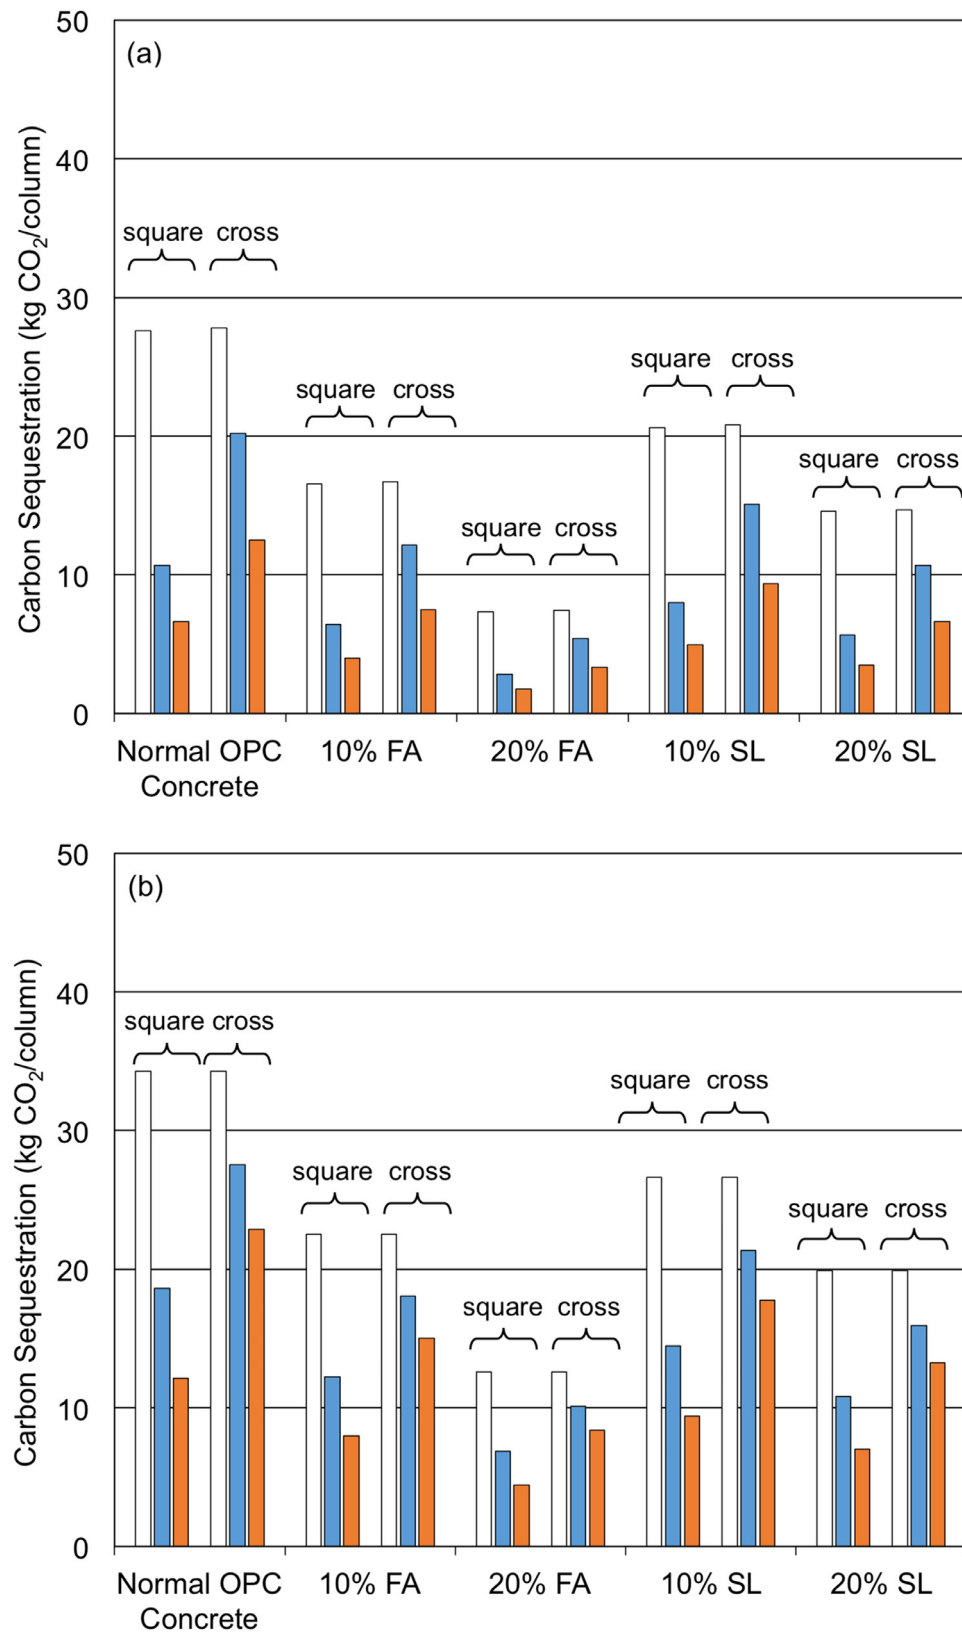 50
(a)
40
square cross
30
square cross
square cross
20
square cross
square cross
10
0
Carbon Sequestration (kg CO₂/column)
Normal OPC 10% FA 20% FA 10% SL 20% SL
Concrete
50
(b)
40
square cross
square cross
30
square cross
square cross
20
square cross
10
0
Carbon Sequestration (kg CO₂/column)
Normal OPC 10% FA 20% FA 10% SL 20% SL
Concrete